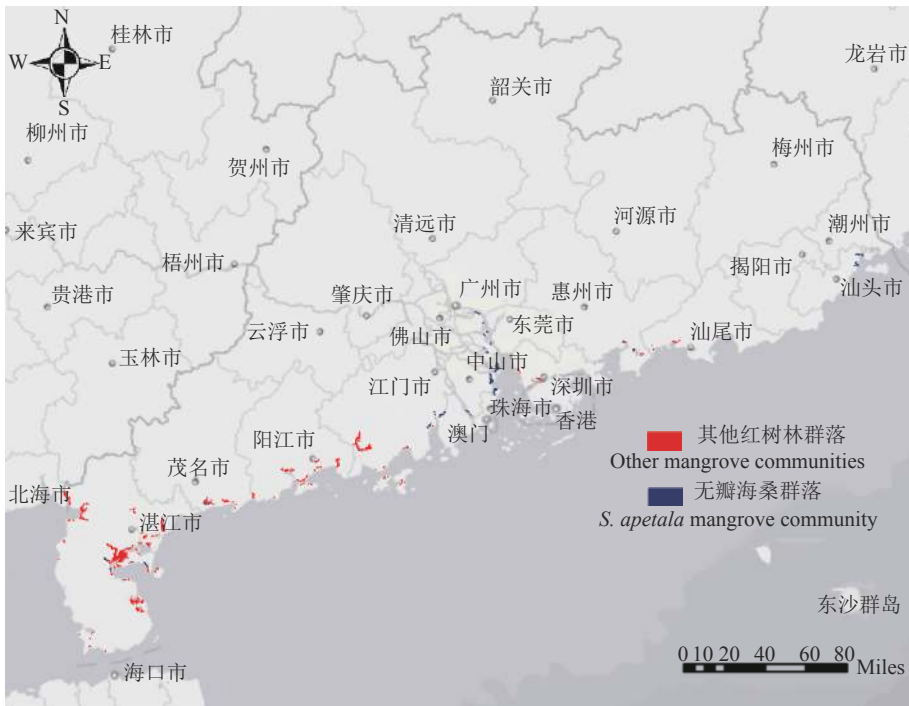 N
桂林市
龙岩市
W
E
S
韶关市
柳州市
贺州市
梅州市
来宾市
清远市
河源市
潮州市
梧州市
揭阳市
贵港市
肇庆市
广州市
惠州市
汕头市
云浮市
佛山市
东莞市
汕尾市
玉林市
中山市
江门市
深圳市
珠海市
香港
澳门
阳江市
其他红树林群落
Other mangrove communities
茂名市
北海市
无瓣海桑群落
S. apetala mangrove community
湛江市
东沙群岛
0 10 20 40 60 80
Miles
海口市